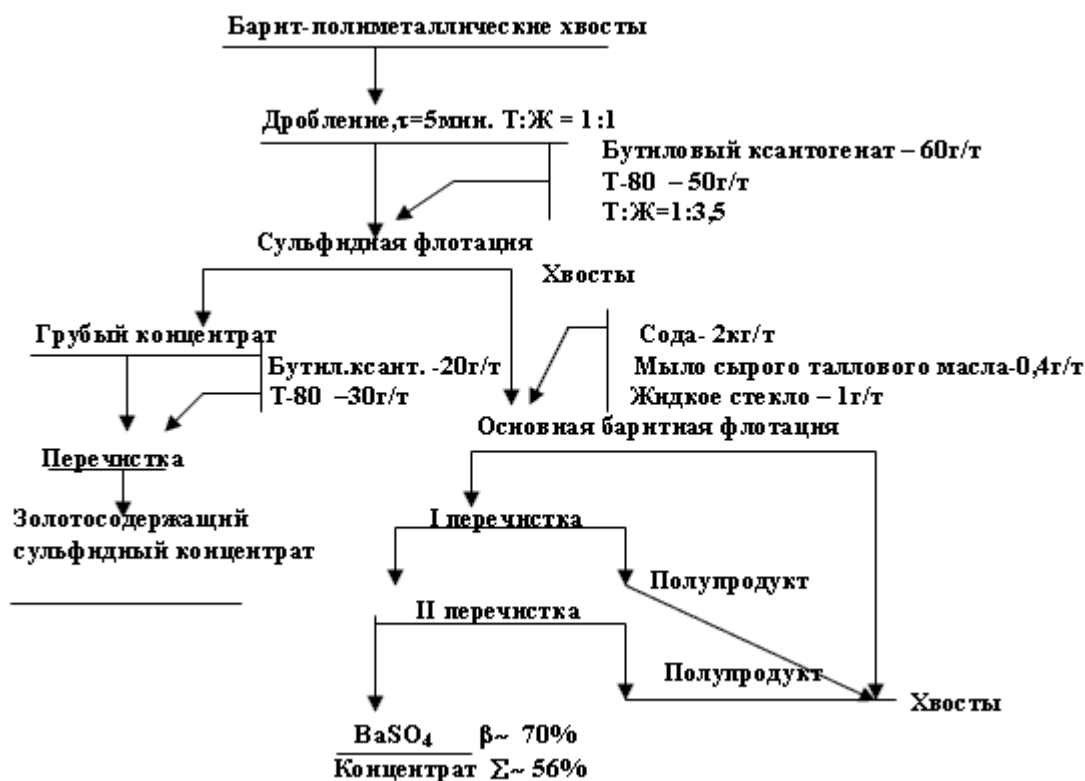 Барит-полиметаллические хвосты
Дробление,τ=5мин. Т:Ж = 1:1
Бутиловый ксантогенат – 60г/т
Т-80 – 50г/т
Т:Ж=1:3,5
Сульфидная флотация
Хвосты
Грубый концентрат
Бутил.ксант. -20г/т
Т-80 –30г/т
Сода- 2кг/т
Мыло сырого таллового масла-0,4г/т
Жидкое стекло – 1г/т
Основная баритная флотация
Перечистка
Золотосодержащий
сульфидный концентрат
I перечистка
Полупродукт
II перечистка
Полупродукт
Хвосты
BaSO₄ β~ 70%
Концентрат Σ~ 56%